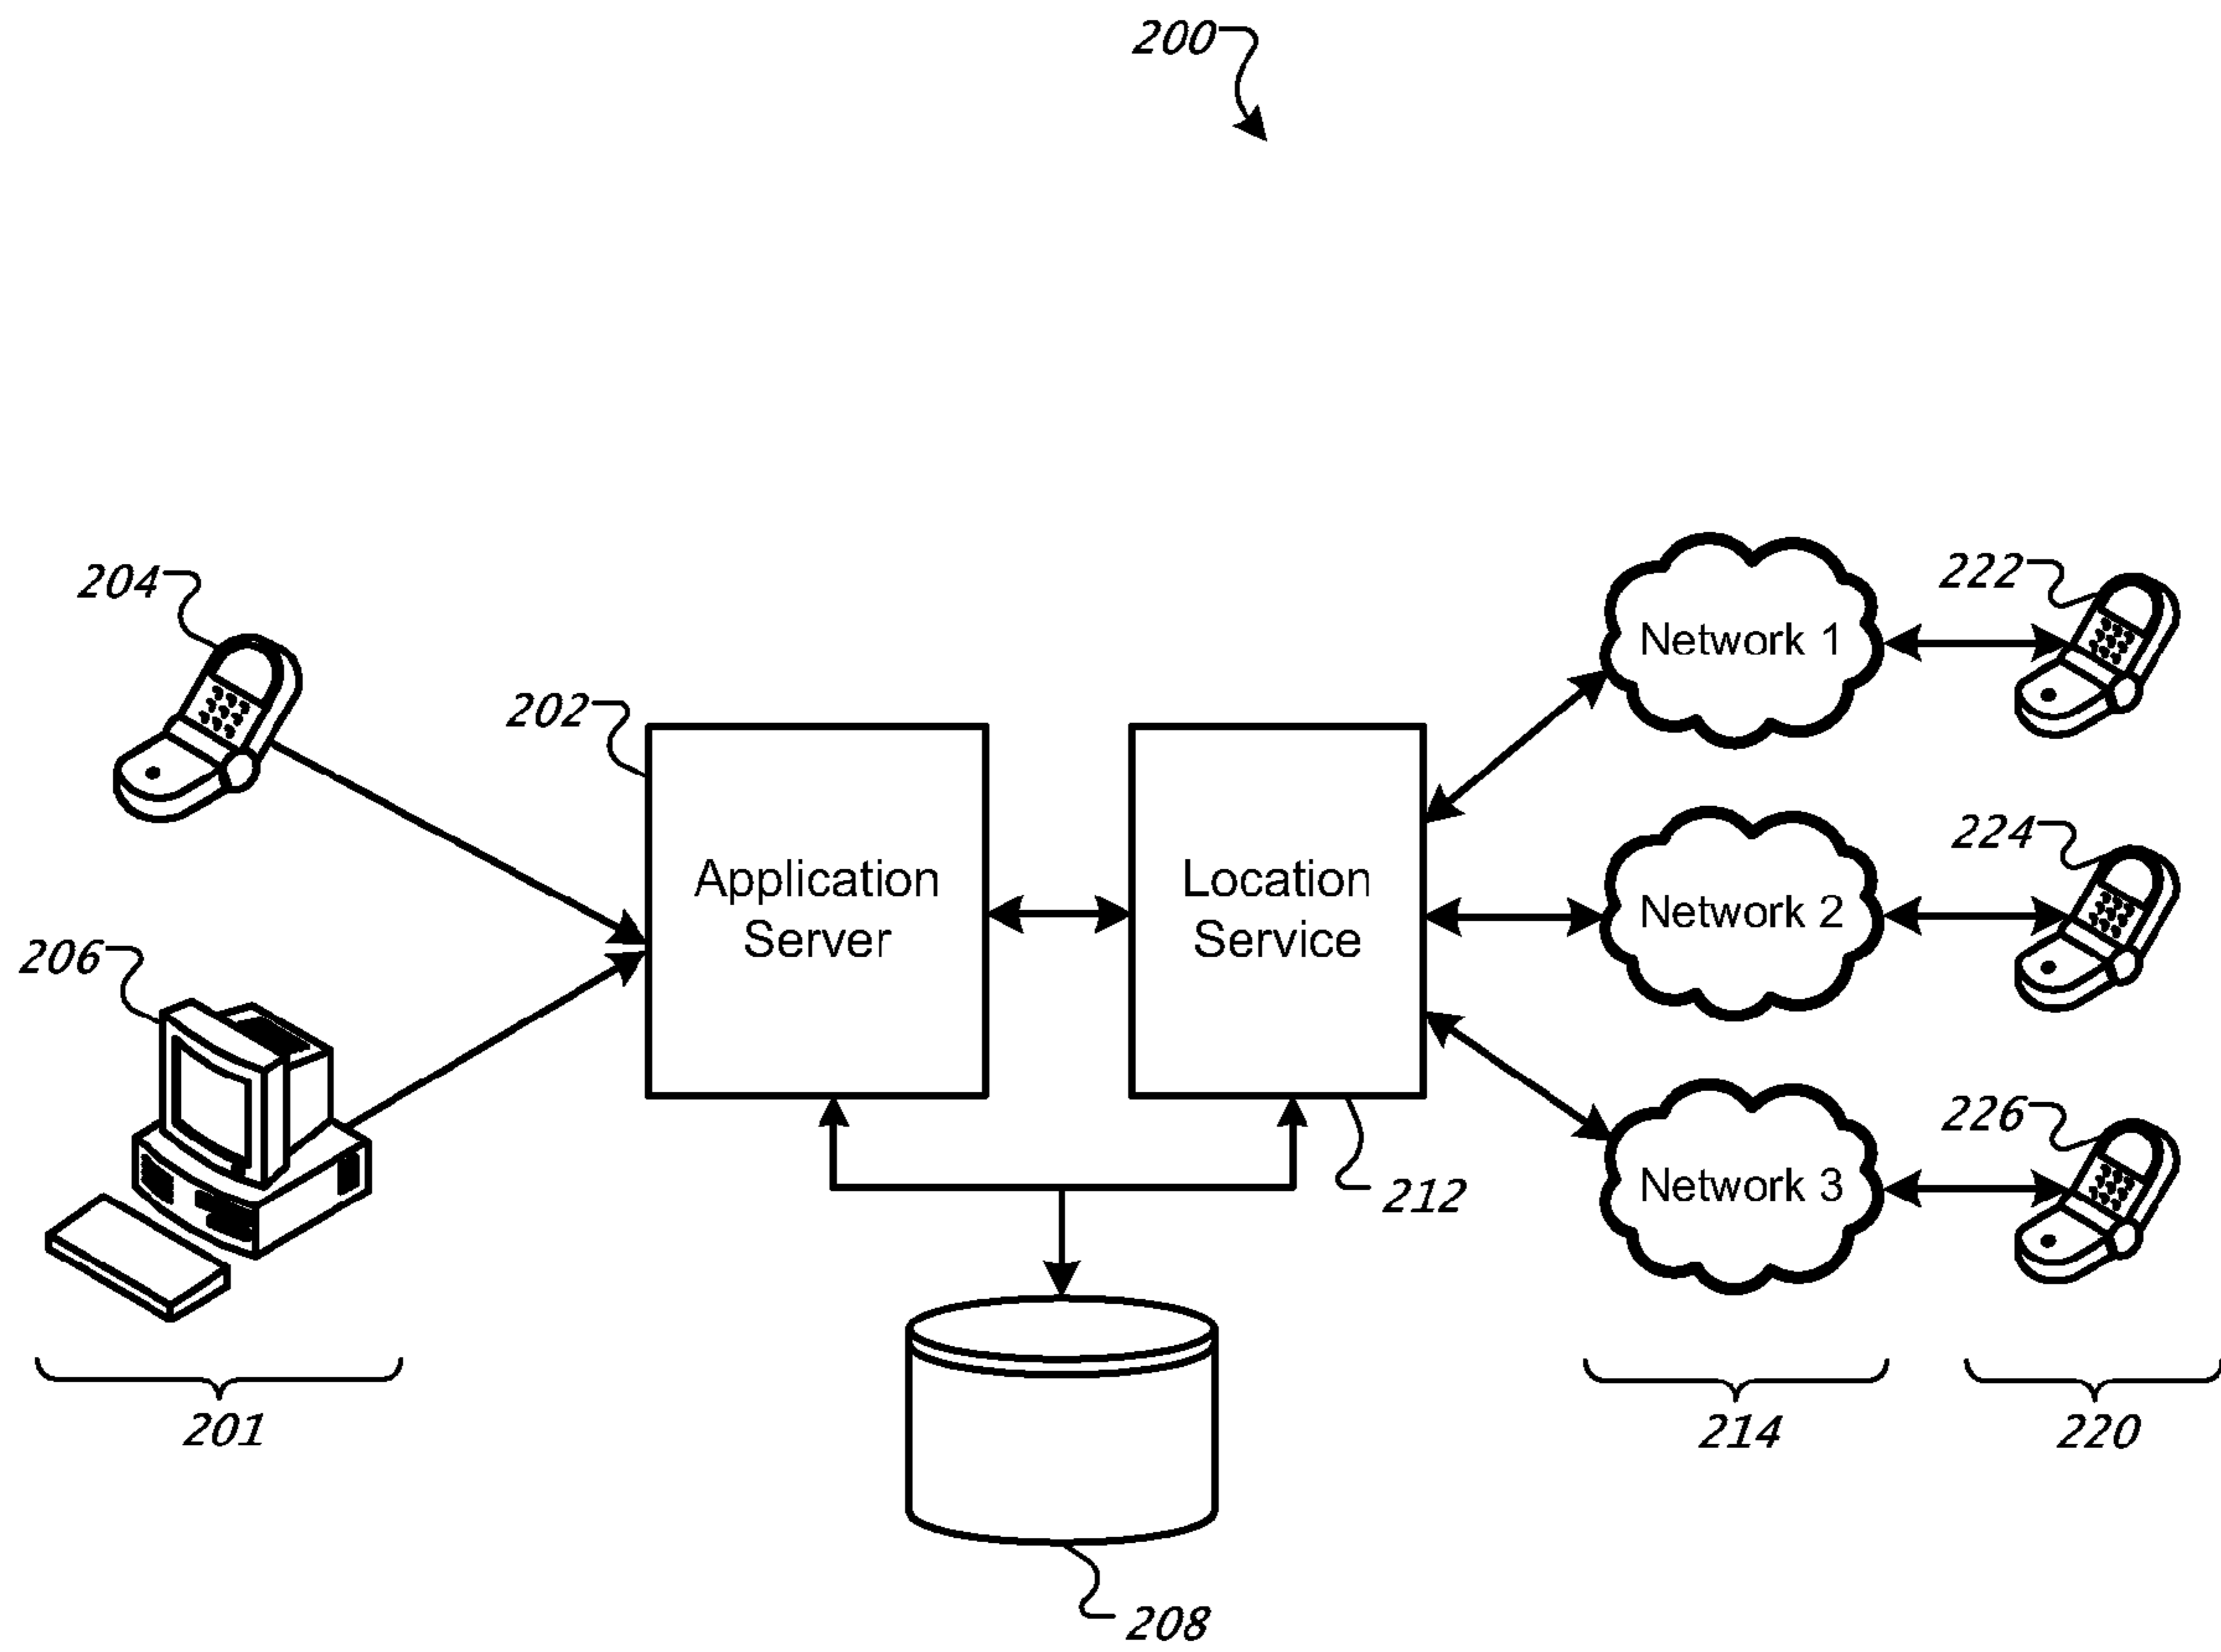 200
204
202
206
Application
Server
Location
Service
212
Network 1
Network 2
Network 3
222
224
226
201
214
220
208